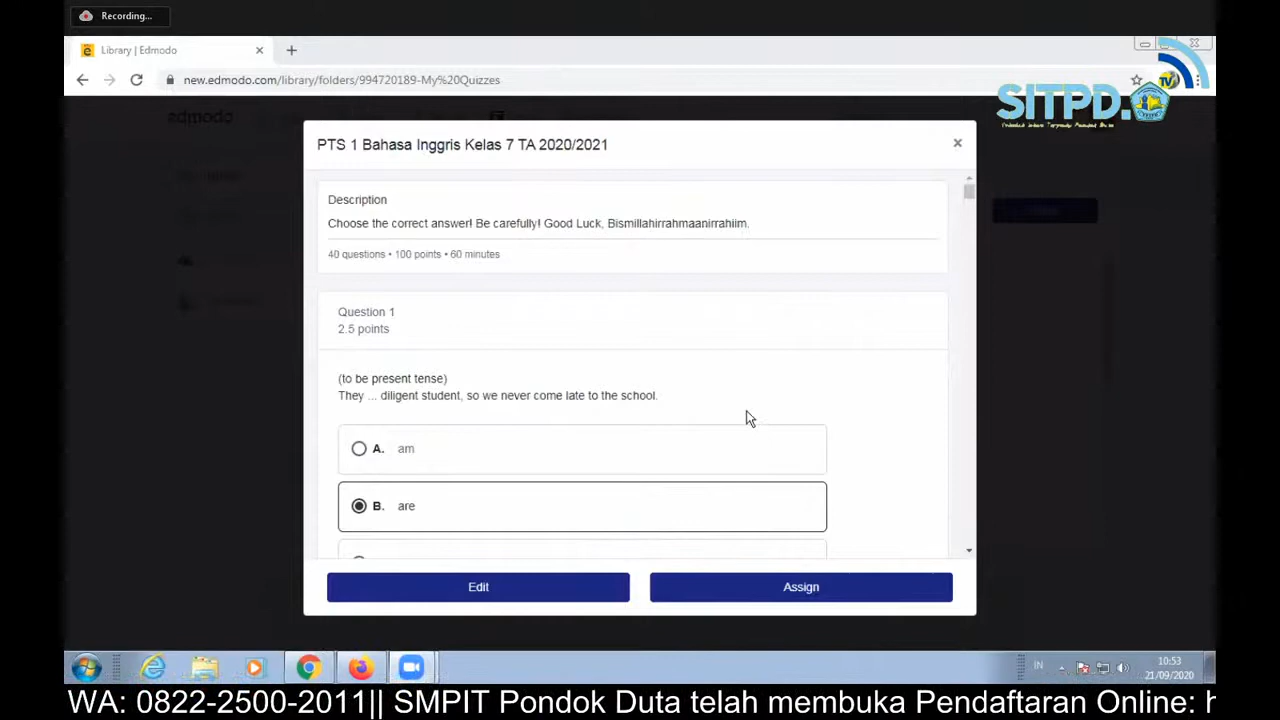 Recording...
Library | Edmodo
new.edmodo.com/library/folders/994720189-My%20Quizzes
TV
SITPD.
edmodo
PTS 1 Bahasa Inggris Kelas 7 TA 2020/2021
Description
Choose the correct answer! Be carefully! Good Luck, Bismillahirrahmaanirrahiim.
40 questions • 100 points • 60 minutes
Question 1
2.5 points
(to be present tense)
They ... diligent student, so we never come late to the school.
A. am
B. are
Edit
Assign
IN
10:53
21/09/2020
WA: 0822-2500-2011|| SMPIT Pondok Duta telah membuka Pendaftaran Online: h